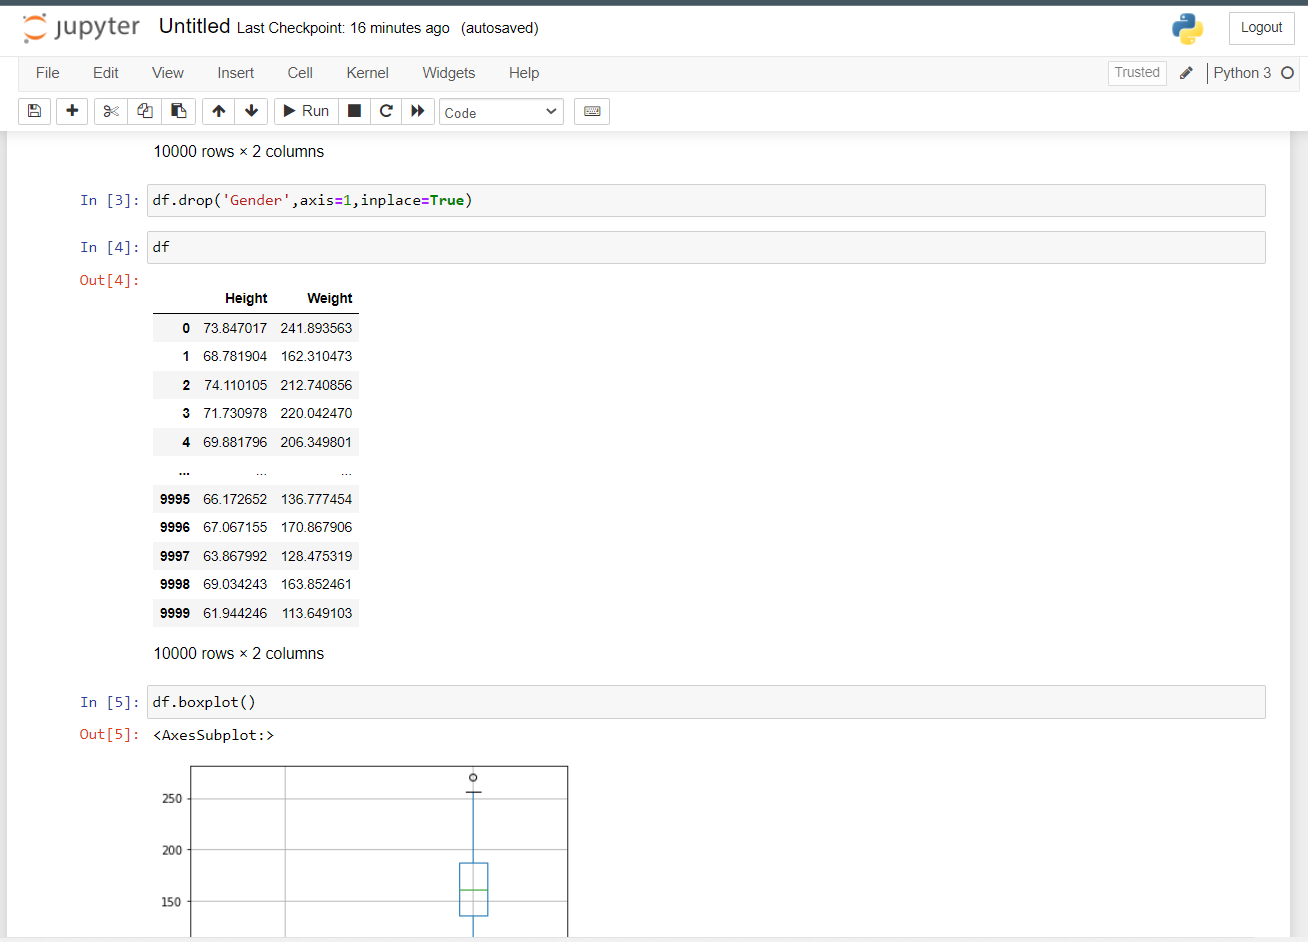 jupyter Untitled Last Checkpoint: 16 minutes ago (autosaved) Logout
File Edit View Insert Cell Kernel Widgets Help Trusted Python 3
Run Code
10000 rows × 2 columns
In [3]: df.drop('Gender',axis=1,inplace=True)
In [4]: df
Out[4]:
Height Weight
0 73.847017 241.893563
1 68.781904 162.310473
2 74.110105 212.740856
3 71.730978 220.042470
4 69.881796 206.349801
... ... ...
9995 66.172652 136.777454
9996 67.067155 170.867906
9997 63.867992 128.475319
9998 69.034243 163.852461
9999 61.944246 113.649103
10000 rows × 2 columns
In [5]: df.boxplot()
Out[5]: <AxesSubplot:>
250
200
150